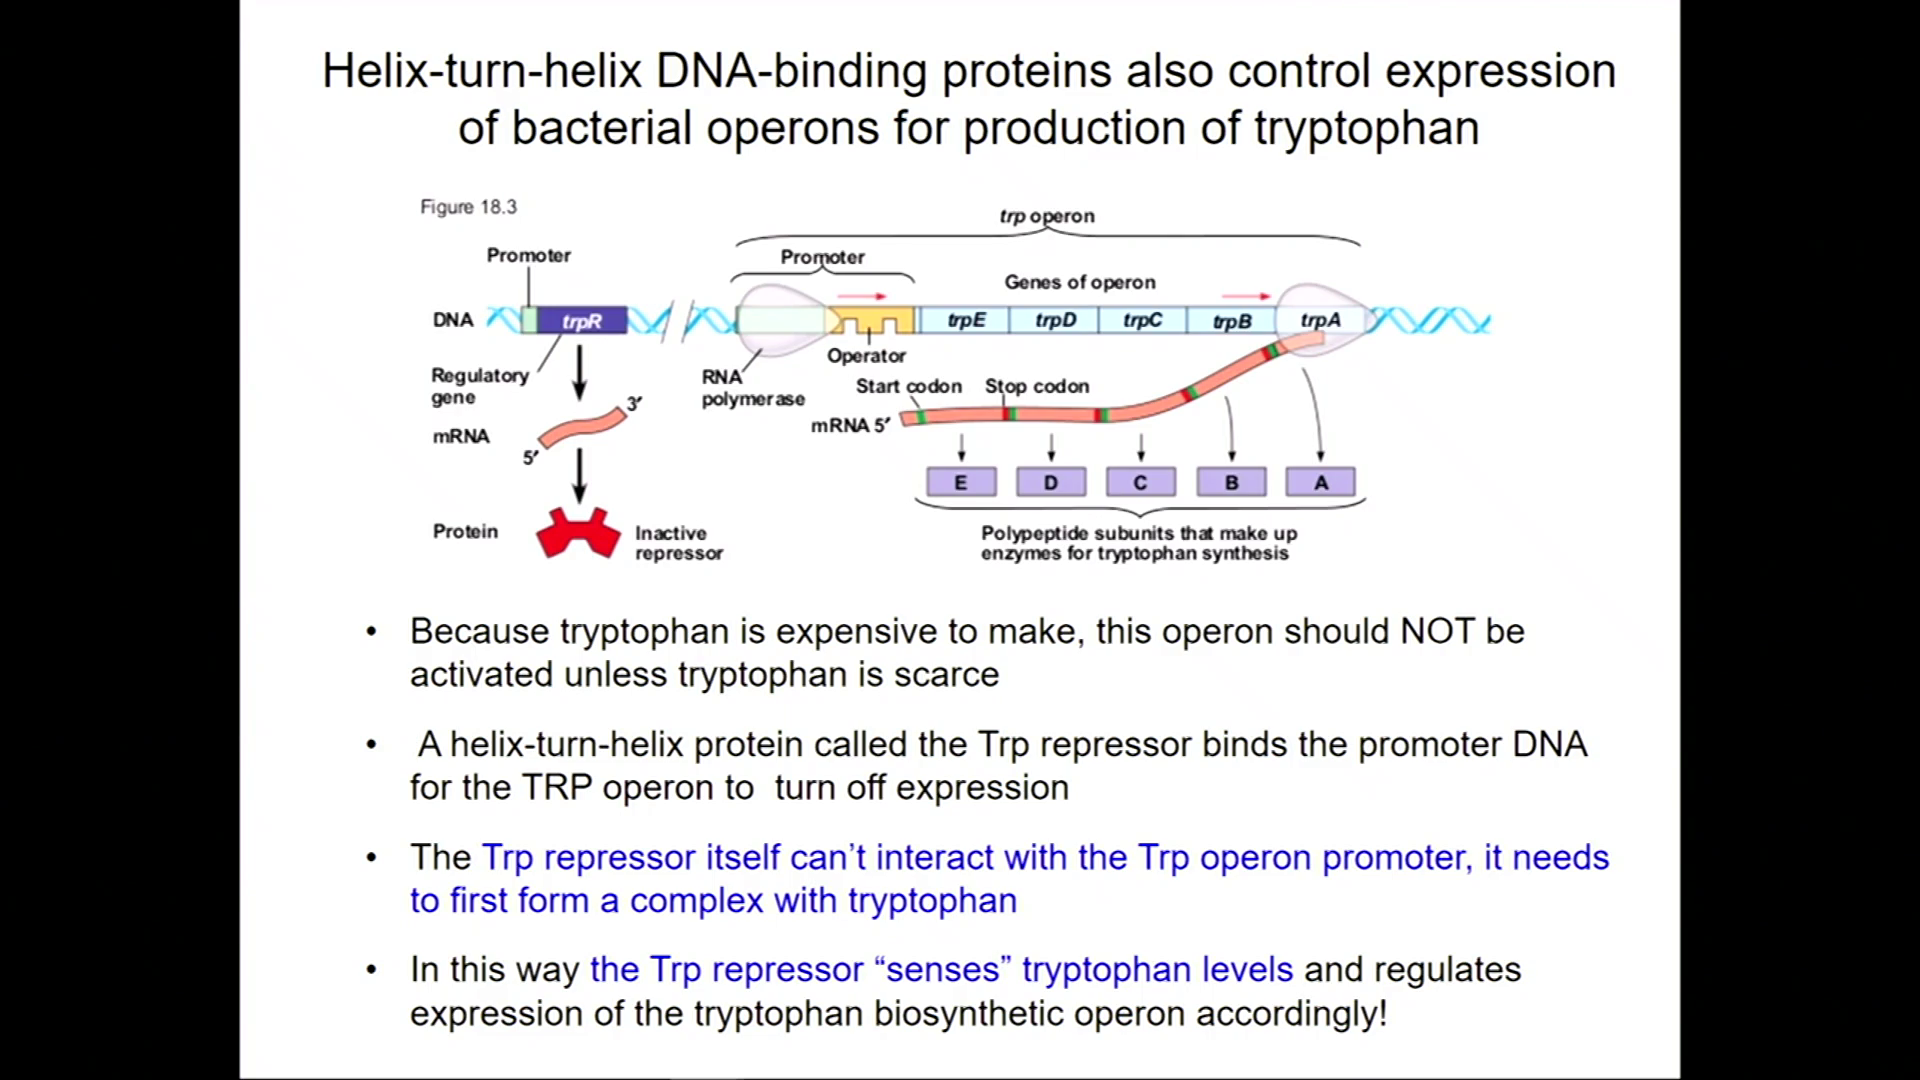 Helix-turn-helix DNA-binding proteins also control expression
of bacterial operons for production of tryptophan
Figure 18.3
trp operon
Promoter
Promoter
Genes of operon
DNA
trpR
trpE
trpD
trpC
trpB
trpA
Operator
Regulatory
gene
RNA
polymerase
Start codon
Stop codon
3′
mRNA
mRNA 5′
5′
E
D
C
B
A
Protein
Inactive
repressor
Polypeptide subunits that make up
enzymes for tryptophan synthesis
• Because tryptophan is expensive to make, this operon should NOT be
activated unless tryptophan is scarce
• A helix-turn-helix protein called the Trp repressor binds the promoter DNA
for the TRP operon to turn off expression
• The Trp repressor itself can’t interact with the Trp operon promoter, it needs
to first form a complex with tryptophan
• In this way the Trp repressor “senses” tryptophan levels and regulates
expression of the tryptophan biosynthetic operon accordingly!